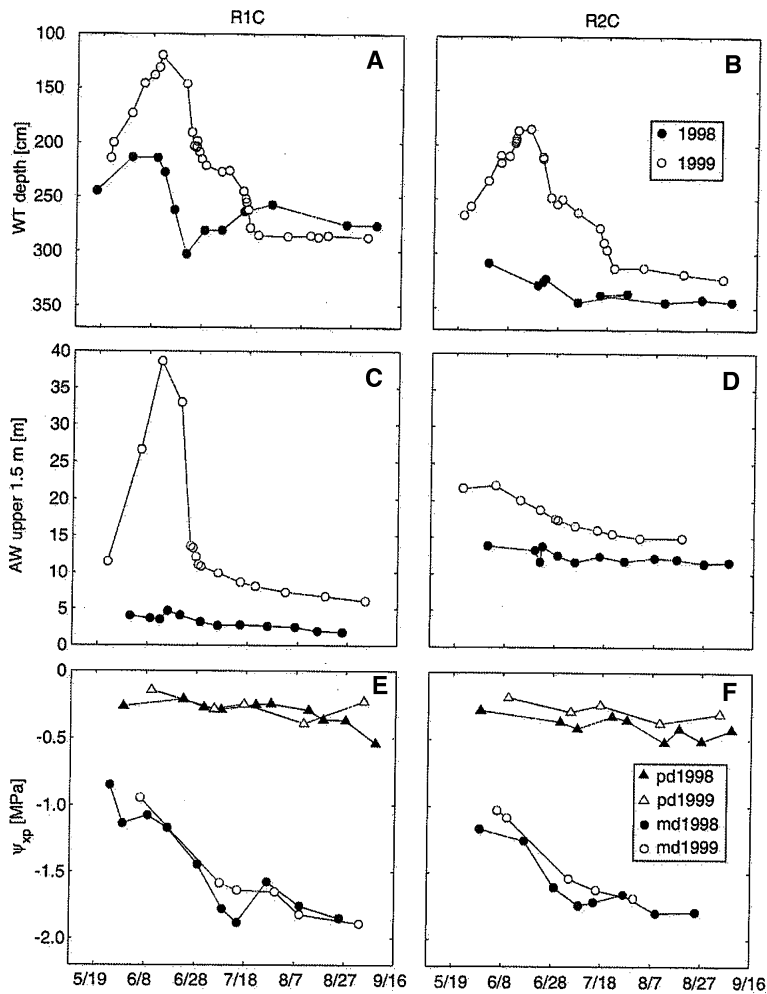 R1C
R2C
100
150
200
250
300
350
WT depth [cm]
A
B
1998
1999
40
35
30
25
20
15
10
5
0
AW upper 1.5 m [m]
C
D
0
-0.5
-1.0
-1.5
-2.0
Ψxp [MPa]
E
F
pd1998
pd1999
md1998
md1999
5/19 6/8 6/28 7/18 8/7 8/27 9/16
5/19 6/8 6/28 7/18 8/7 8/27 9/16